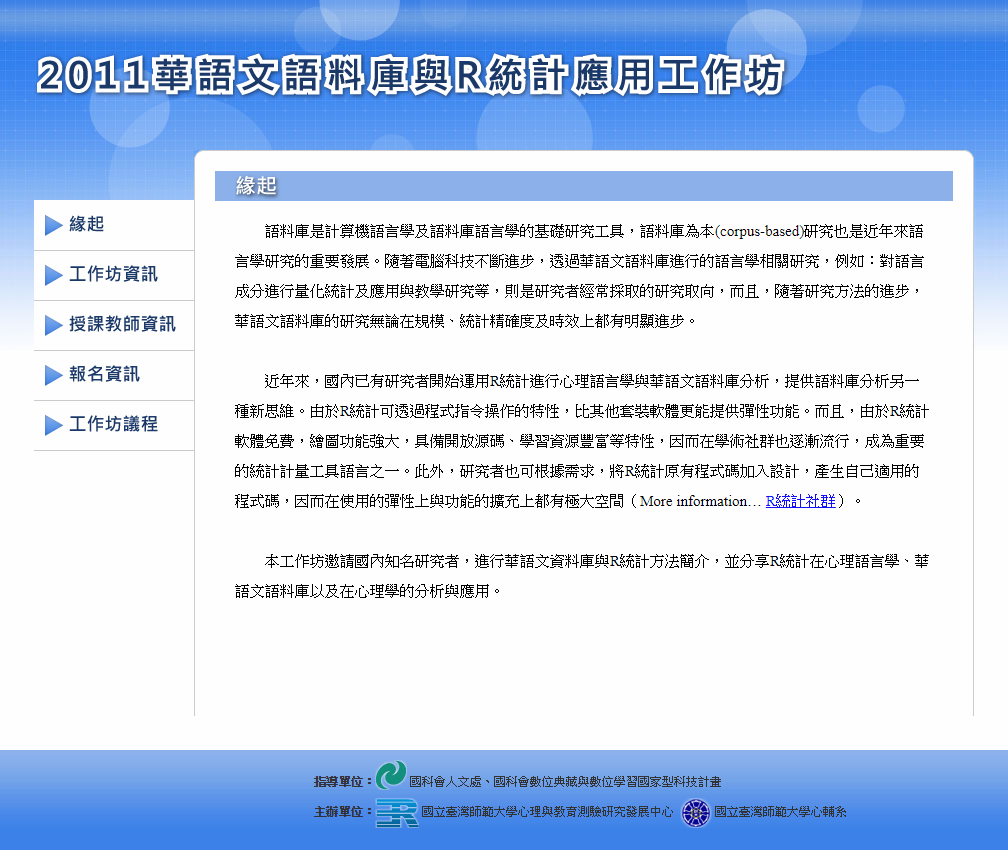 2011華語文語料庫與R統計應用工作坊
緣起
工作坊資訊
授課教師資訊
報名資訊
工作坊議程
緣起
語料庫是計算機語言學及語料庫語言學的基礎研究工具，語料庫為本(corpus-based)研究也是近年來語
言學研究的重要發展。隨著電腦科技不斷進步，透過華語文語料庫進行的語言學相關研究，例如：對語言
成分進行量化統計及應用與教學研究等，則是研究者經常採取的研究取向，而且，隨著研究方法的進步，
華語文語料庫的研究無論在規模、統計精確度及時效上都有明顯進步。
近年來，國內已有研究者開始運用R統計進行心理語言學與華語文語料庫分析，提供語料庫分析另一
種新思維。由於R統計可透過程式指令操作的特性，比其他套裝軟體更能提供彈性功能。而且，由於R統計
軟體免費，繪圖功能強大，具備開放源碼、學習資源豐富等特性，因而在學術社群也逐漸流行，成為重要
的統計計量工具語言之一。此外，研究者也可根據需求，將R統計原有程式碼加入設計，產生自己適用的
程式碼，因而在使用的彈性上與功能的擴充上都有極大空間（More information… R統計社群）。
本工作坊邀請國內知名研究者，進行華語文資料庫與R統計方法簡介，並分享R統計在心理語言學、華
語文語料庫以及在心理學的分析與應用。
指導單位：國科會人文處、國科會數位典藏與數位學習國家型科技計畫
主辦單位：國立臺灣師範大學心理與教育測驗研究發展中心 國立臺灣師範大學心輔系